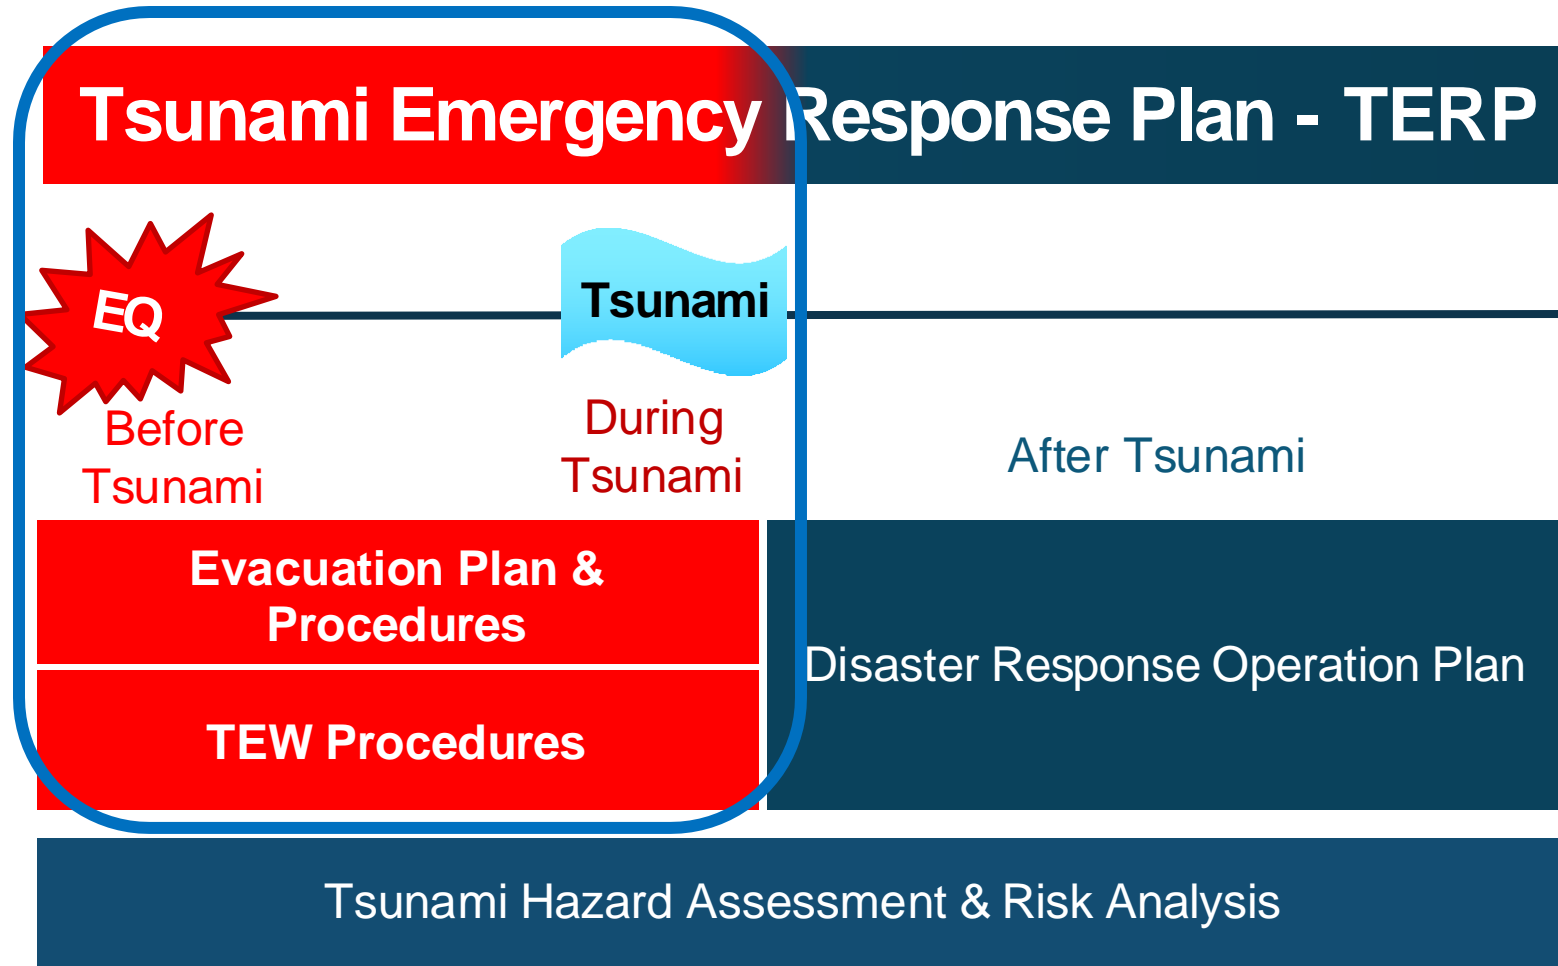 Tsunami Emergency Response Plan - TERP
EQ
Tsunami
Before
Tsunami
During
Tsunami
After Tsunami
Evacuation Plan &
Procedures
TEW Procedures
Disaster Response Operation Plan
Tsunami Hazard Assessment & Risk Analysis